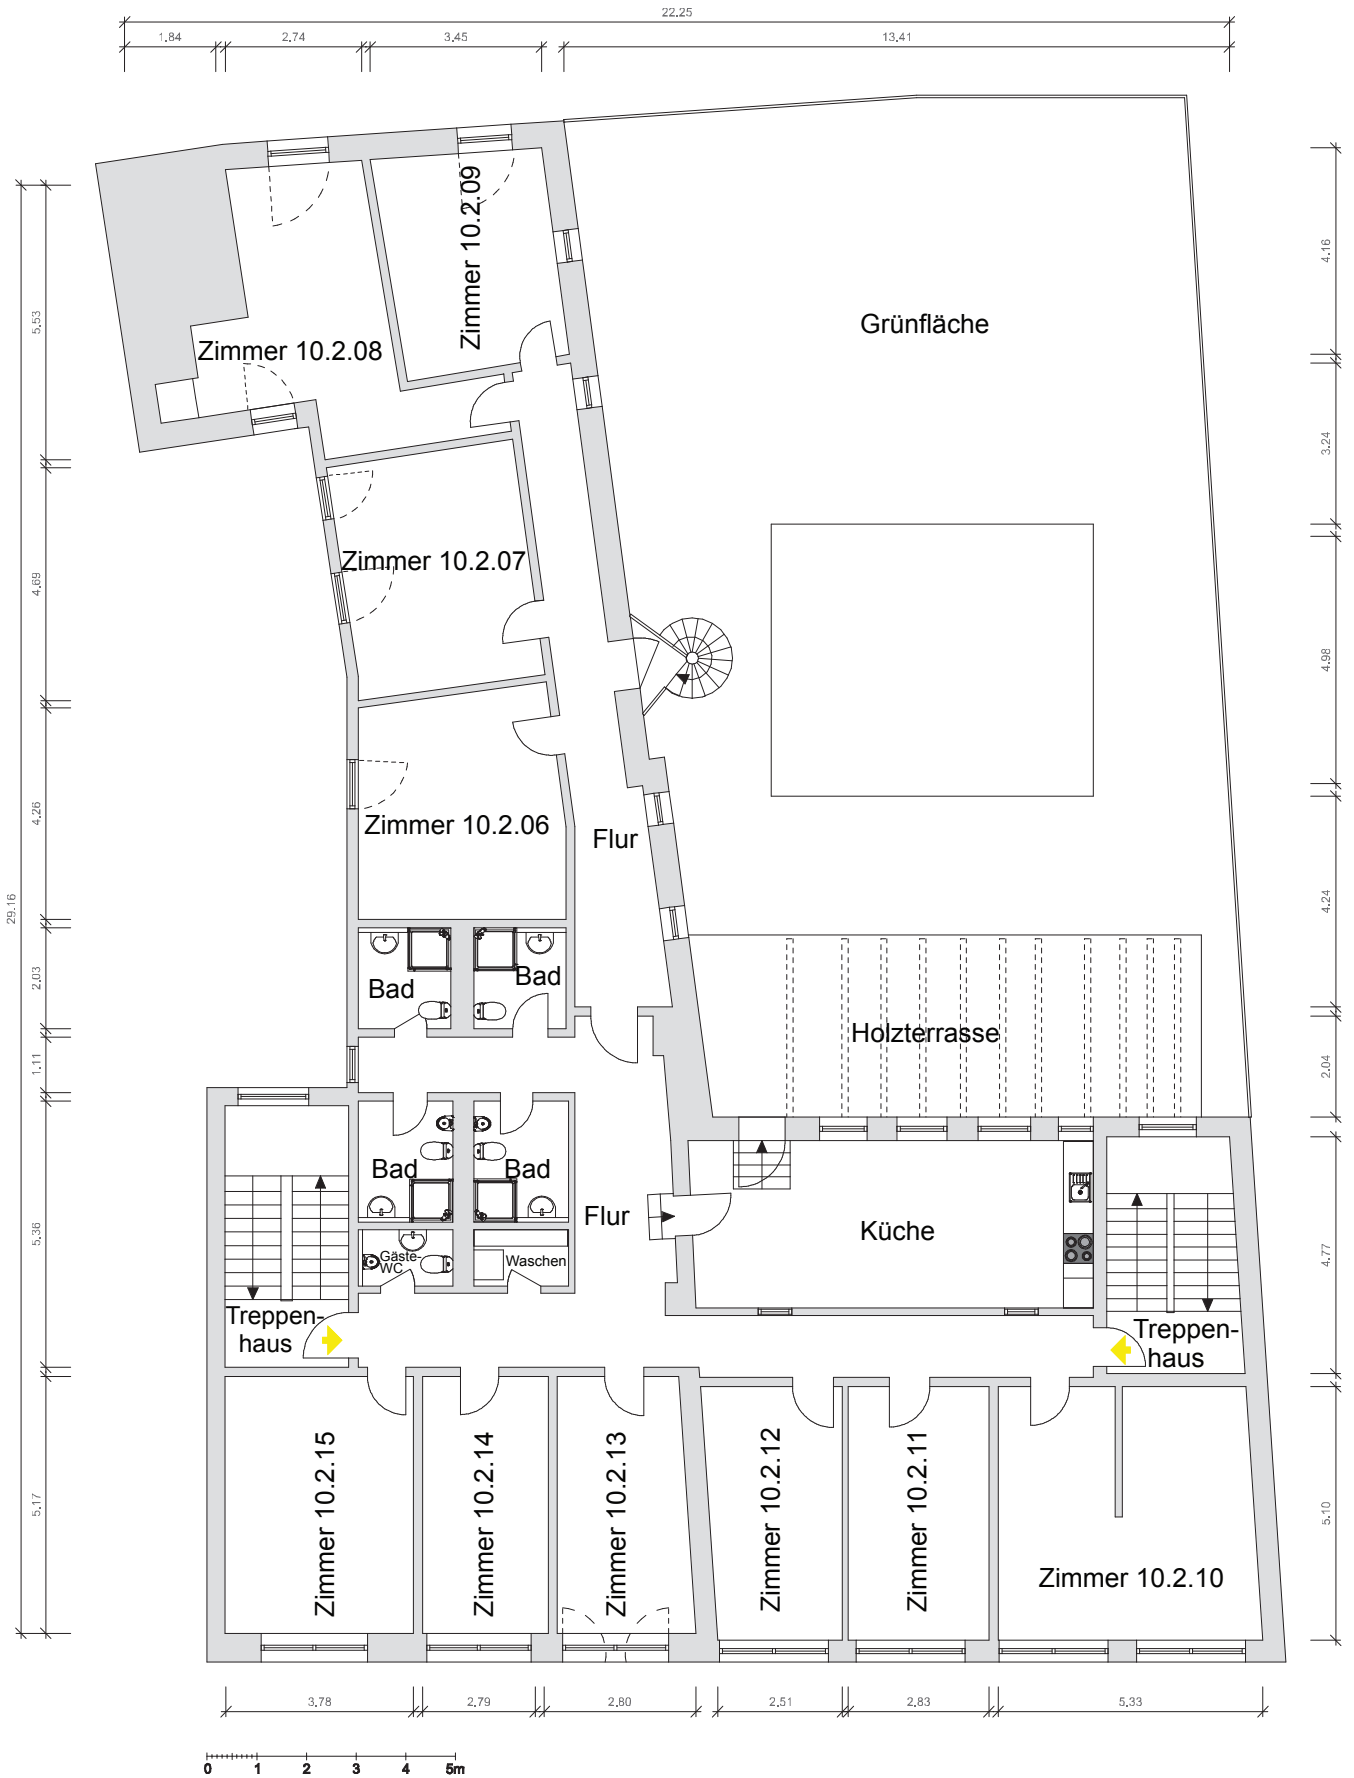 22.25
1.84 2.74 3.45 13.41
Zimmer 10.2.09
4.16
5.53
Grünfläche
Zimmer 10.2.08
3.24
Zimmer 10.2.07
4.69
4.98
4.26
Zimmer 10.2.06
Flur
29.16
4.24
2.03
Bad
Bad
Holzterrasse
1.11
2.04
Bad
Bad
5.36
Flur
Küche
4.77
Gäste-
WC
Waschen
Treppen-
haus
Treppen-
haus
Zimmer 10.2.15
Zimmer 10.2.14
Zimmer 10.2.13
Zimmer 10.2.12
Zimmer 10.2.11
Zimmer 10.2.10
5.17
5.10
3.78 2.79 2.80 2.51 2.83 5.33
0 1 2 3 4 5m